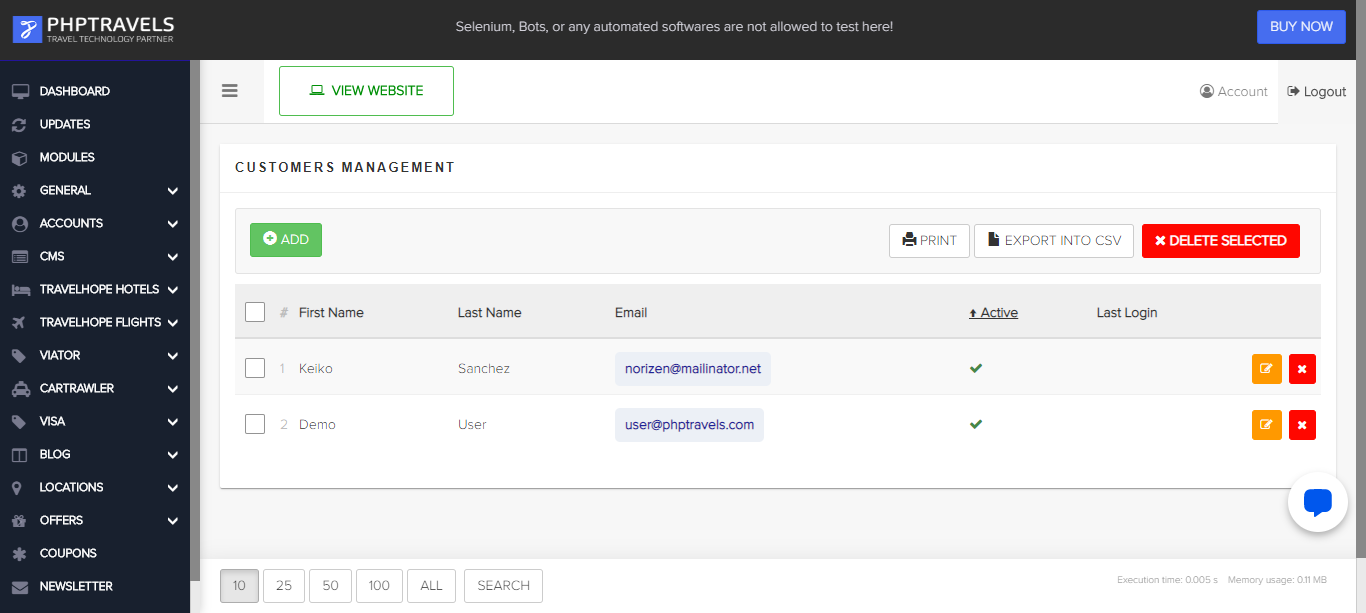 PHPTRAVELS
TRAVEL TECHNOLOGY PARTNER
Selenium, Bots, or any automated softwares are not allowed to test here!
BUY NOW
DASHBOARD
UPDATES
MODULES
GENERAL
ACCOUNTS
CMS
TRAVELHOPE HOTELS
TRAVELHOPE FLIGHTS
VIATOR
CARTRAWLER
VISA
BLOG
LOCATIONS
OFFERS
COUPONS
NEWSLETTER
VIEW WEBSITE
Account
Logout
CUSTOMERS MANAGEMENT
ADD
PRINT
EXPORT INTO CSV
DELETE SELECTED
# First Name Last Name Email Active Last Login
1 Keiko Sanchez norizen@mailinator.net
2 Demo User user@phptravels.com
10 25 50 100 ALL SEARCH
Execution time: 0.005 s Memory usage: 0.11 MB